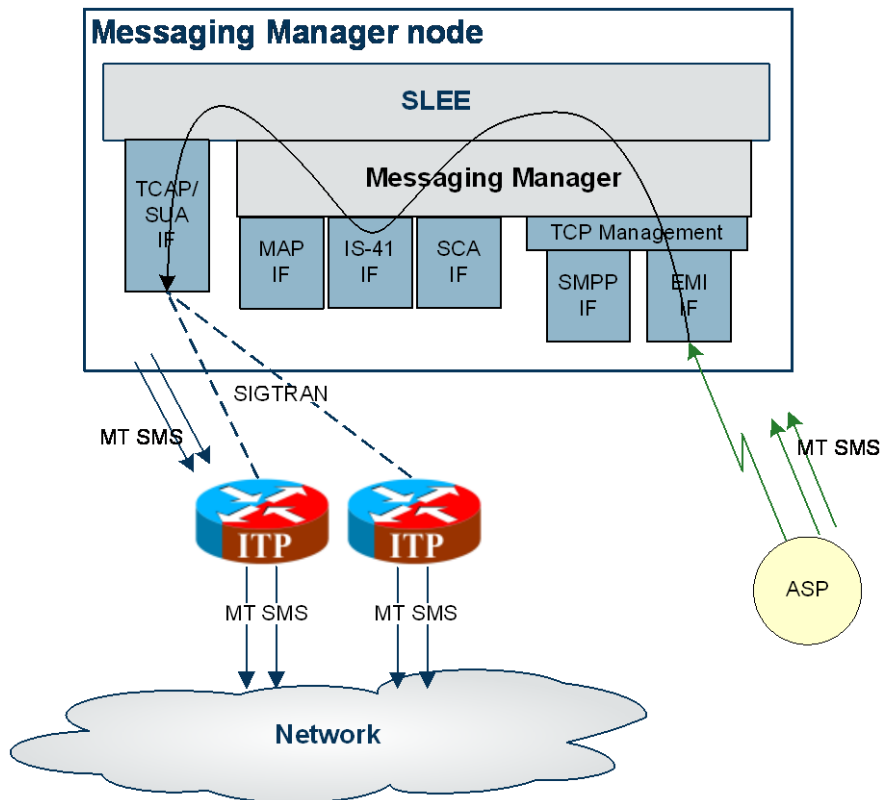 Messaging Manager node
SLEE
TCAP/
SUA
IF
Messaging Manager
MAP
IF
IS-41
IF
SCA
IF
TCP Management
SMPP
IF
EMI
IF
SIGTRAN
MT SMS
MT SMS
ITP
ITP
ASP
MT SMS
MT SMS
Network